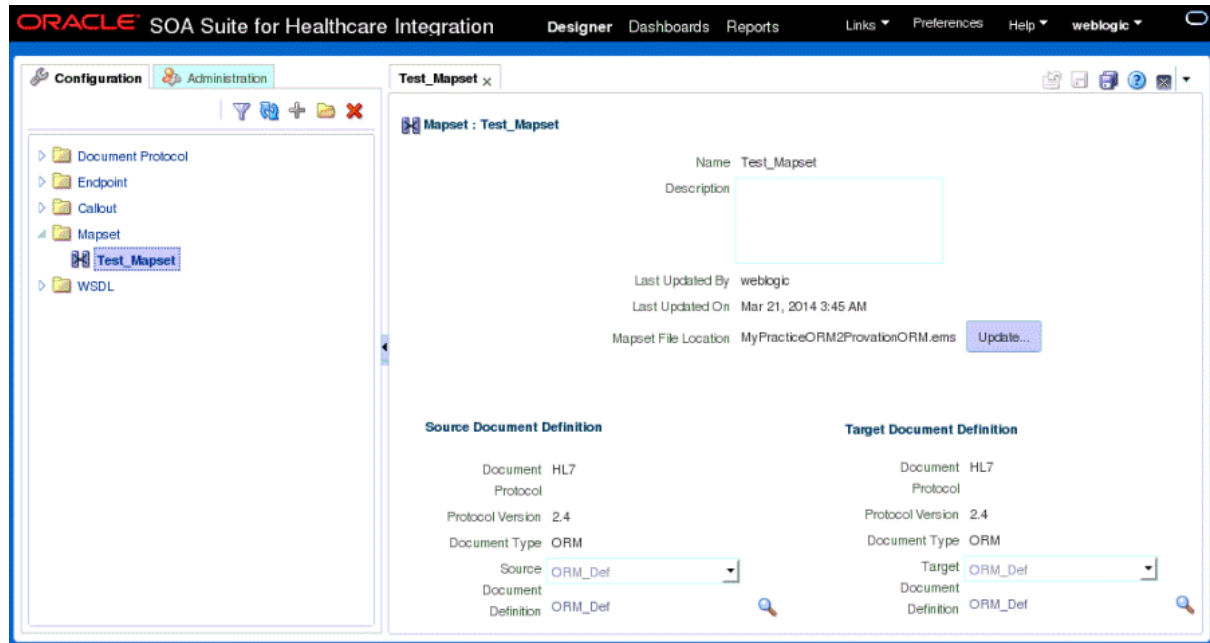 ORACLE SOA Suite for Healthcare Integration Designer Dashboards Reports Links Preferences Help weblogic
Configuration Administration
Document Protocol
Endpoint
Callout
Mapset
Test_Mapset
WSDL
Test_Mapset x
Mapset : Test_Mapset
Name Test_Mapset
Description
Last Updated By weblogic
Last Updated On Mar 21, 2014 3:45 AM
Mapset File Location MyPracticeORM2ProvationORM.ems Update...
Source Document Definition
Document HL7
Protocol
Protocol Version 2.4
Document Type ORM
Source ORM_Def
Document
Definition ORM_Def
Target Document Definition
Document HL7
Protocol
Protocol Version 2.4
Document Type ORM
Target ORM_Def
Document
Definition ORM_Def